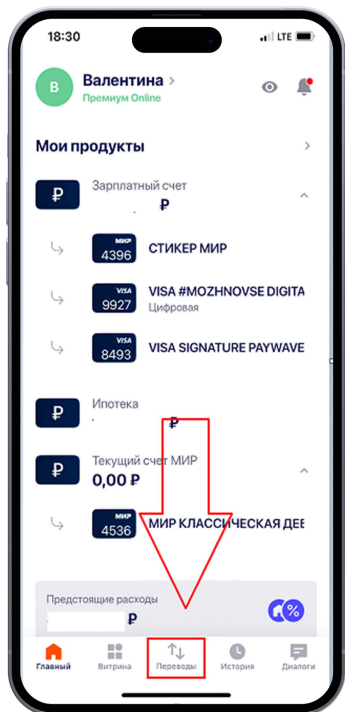 18:30
LTE
В
Валентина >
Премиум Online
Мои продукты >
₽
Зарплатный счет
₽
МИР
4396
СТИКЕР МИР
VISA
9927
VISA #MOZHNOVSE DIGITA
Цифровая
VISA
8493
VISA SIGNATURE PAYWAVE
₽
Ипотека
₽
₽
Текущий счет МИР
0,00 ₽
МИР
4536
МИР КЛАССИЧЕСКАЯ ДЕБ
Предстоящие расходы
₽
%
Главный
Витрина
Переводы
История
Диалоги